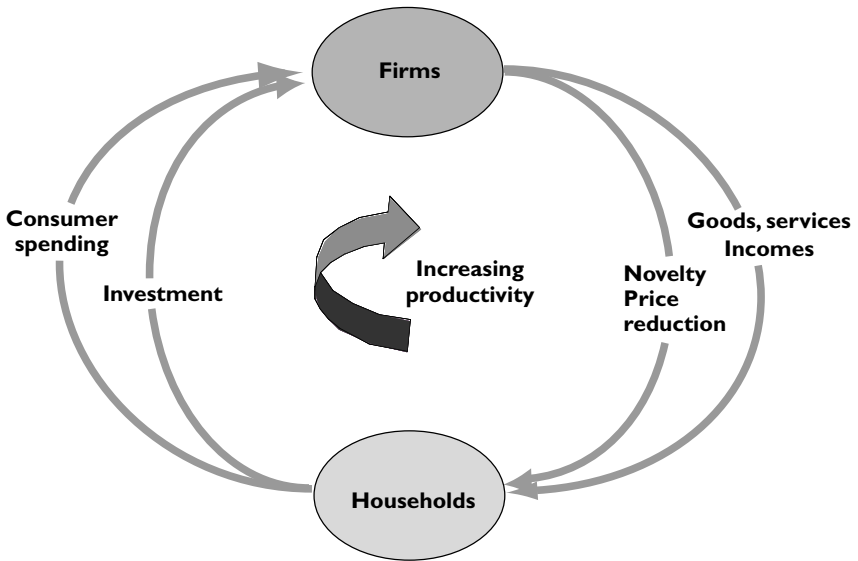 Firms
Consumer
spending
Investment
Increasing
productivity
Novelty
Price
reduction
Goods, services
Incomes
Households